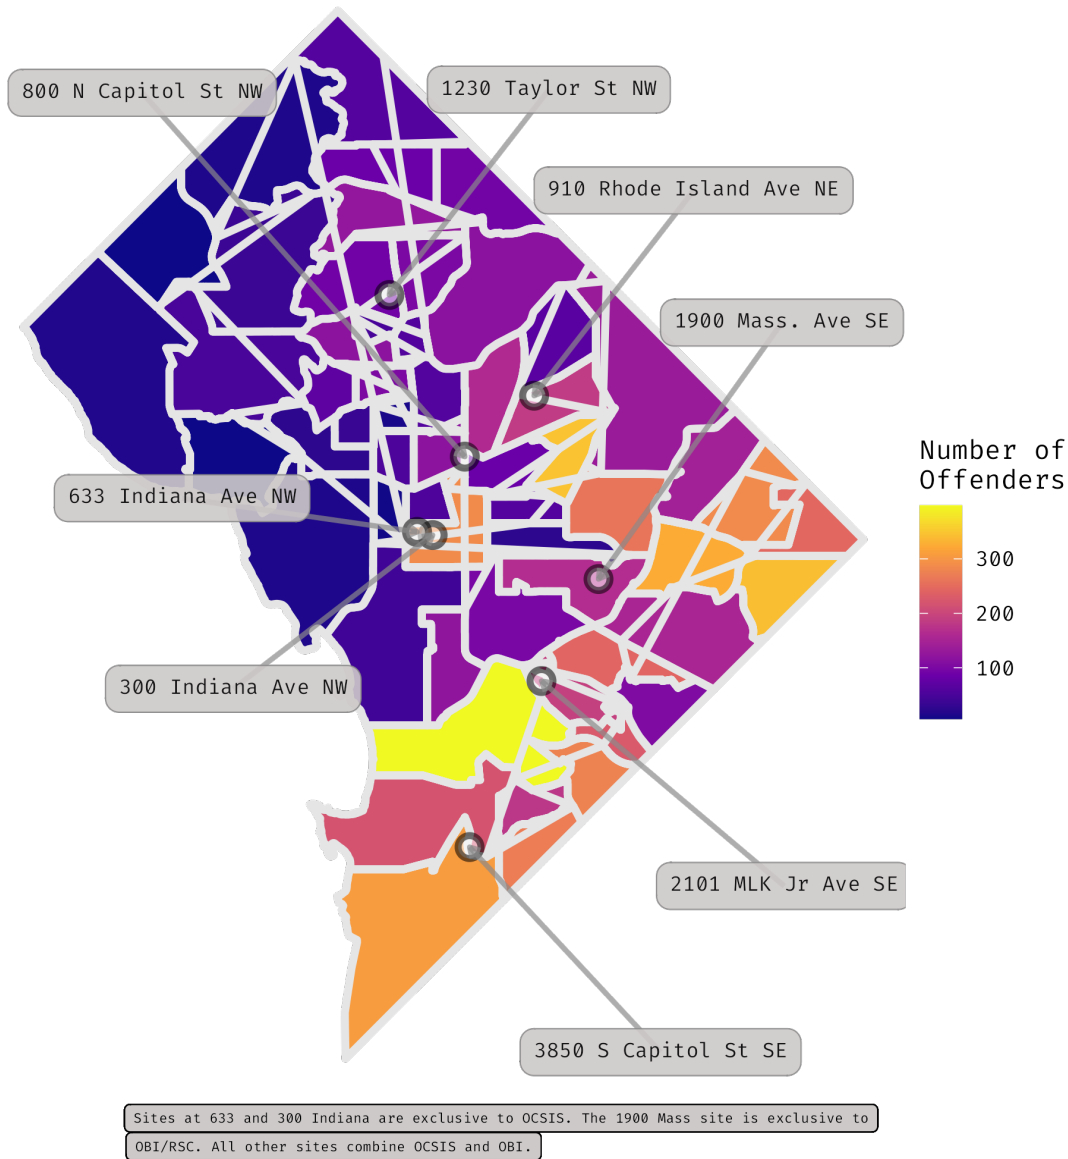 800 N Capitol St NW
1230 Taylor St NW
910 Rhode Island Ave NE
1900 Mass. Ave SE
Number of
Offenders
300
200
100
633 Indiana Ave NW
300 Indiana Ave NW
2101 MLK Jr Ave SE
3850 S Capitol St SE
Sites at 633 and 300 Indiana are exclusive to OCSIS. The 1900 Mass site is exclusive to
OBI/RSC. All other sites combine OCSIS and OBI.